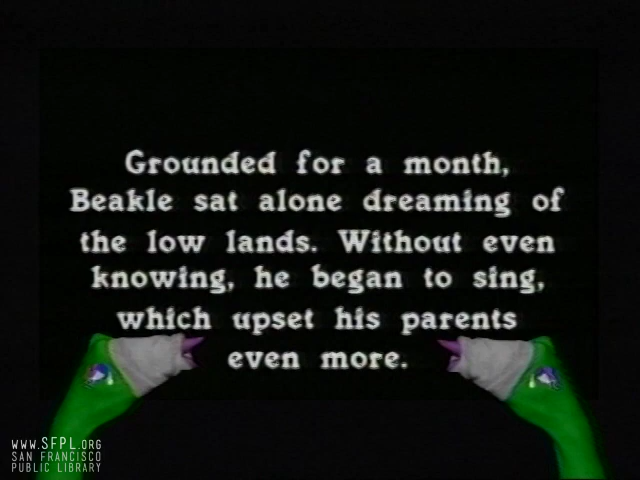 Grounded for a month,
Beakle sat alone dreaming of
the low lands. Without even
knowing, he began to sing,
which upset his parents
even more.
www.SFPL.org
SAN FRANCISCO
PUBLIC LIBRARY